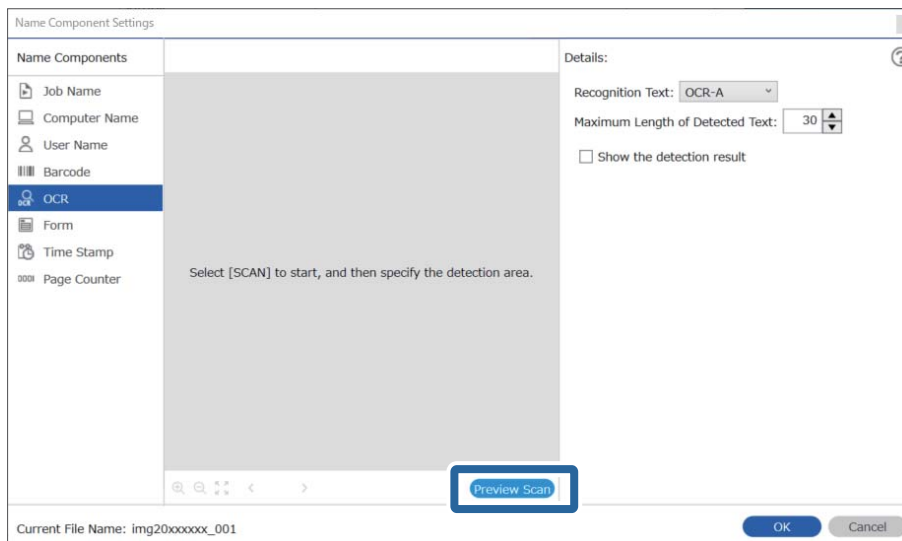 Name Component Settings
Name Components
Job Name
Computer Name
User Name
Barcode
OCR
Form
Time Stamp
Page Counter
Select [SCAN] to start, and then specify the detection area.
Preview Scan
Details:
Recognition Text: OCR-A
Maximum Length of Detected Text: 30
Show the detection result
Current File Name: img20xxxxxx_001
OK
Cancel